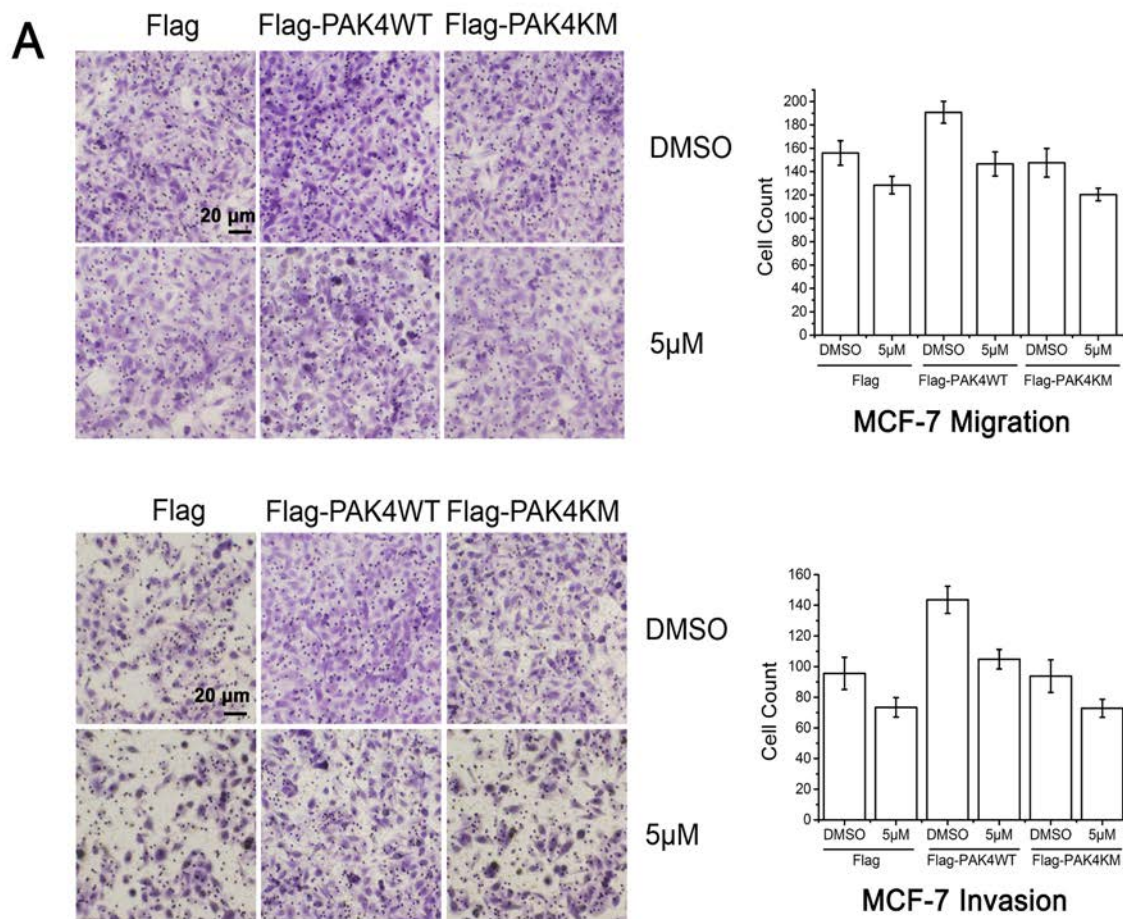 A
Flag Flag-PAK4WT Flag-PAK4KM
20 µm
DMSO
5µM
Cell Count
200
180
160
140
120
100
80
60
40
20
0
DMSO 5µM DMSO 5µM DMSO 5µM
Flag Flag-PAK4WT Flag-PAK4KM
MCF-7 Migration
Flag Flag-PAK4WT Flag-PAK4KM
20 µm
DMSO
5µM
Cell Count
160
140
120
100
80
60
40
20
0
DMSO 5µM DMSO 5µM DMSO 5µM
Flag Flag-PAK4WT Flag-PAK4KM
MCF-7 Invasion